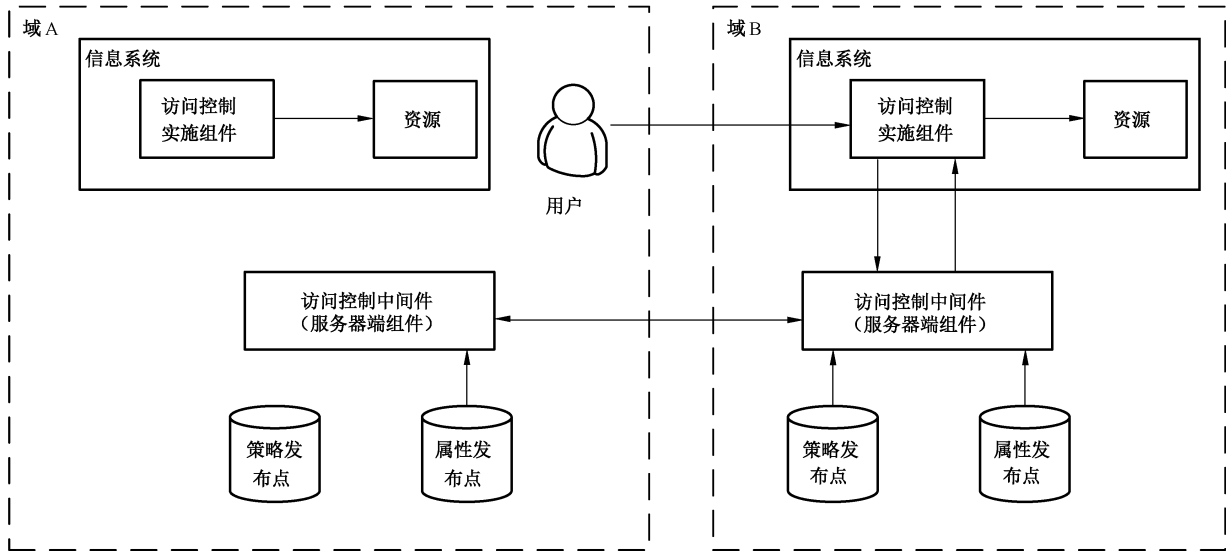 域A
信息系统
访问控制
实施组件
资源
用户
访问控制中间件
（服务器端组件）
策略发
布点
属性发
布点
域B
信息系统
访问控制
实施组件
资源
访问控制中间件
（服务器端组件）
策略发
布点
属性发
布点